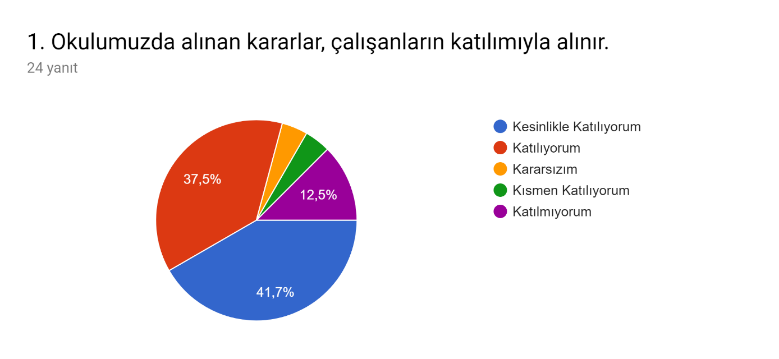 1. Okulumuzda alınan kararlar, çalışanların katılımıyla alınır.
24 yanıt
Kesinlikle Katılıyorum
Katılıyorum
Kararsızım
Kısmen Katılıyorum
Katılmıyorum
37,5%
12,5%
41,7%